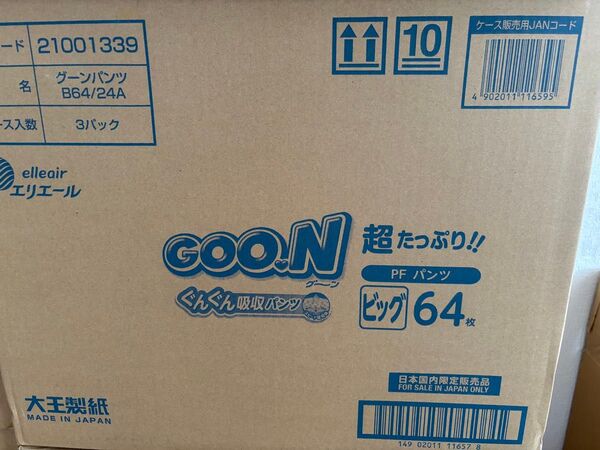 ード 21001339
名 グーンパンツ
B64/24A
ース入数 3パック
10
ケース販売用JANコード
4 902011 116595
elleair
エリエール
GOO.N
グーン
超たっぷり!!
ぐんぐん吸収パンツ
PF パンツ
ビッグ 64枚
日本国内限定販売品
FOR SALE IN JAPAN ONLY
大王製紙
MADE IN JAPAN
149 02011 11657 8